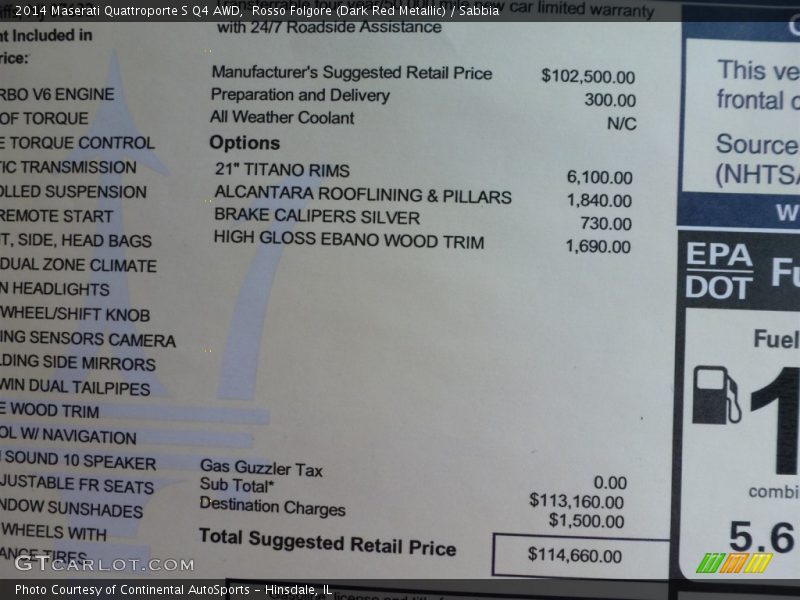 2014 Maserati Quattroporte S Q4 AWD, Rosso Folgore (Dark Red Metallic) / Sabbia
new car limited warranty
with 24/7 Roadside Assistance
nt Included in
rice:
RBO V6 ENGINE
OF TORQUE
E TORQUE CONTROL
TIC TRANSMISSION
OLLED SUSPENSION
REMOTE START
T, SIDE, HEAD BAGS
DUAL ZONE CLIMATE
N HEADLIGHTS
WHEEL/SHIFT KNOB
ING SENSORS CAMERA
LDING SIDE MIRRORS
WIN DUAL TAILPIPES
E WOOD TRIM
OL W/ NAVIGATION
SOUND 10 SPEAKER
JUSTABLE FR SEATS
NDOW SUNSHADES
WHEELS WITH
ANCE TIRES
Manufacturer's Suggested Retail Price $102,500.00
Preparation and Delivery 300.00
All Weather Coolant N/C
Options
21" TITANO RIMS 6,100.00
ALCANTARA ROOFLINING & PILLARS 1,840.00
BRAKE CALIPERS SILVER 730.00
HIGH GLOSS EBANO WOOD TRIM 1,690.00
Gas Guzzler Tax 0.00
Sub Total* $113,160.00
Destination Charges $1,500.00
Total Suggested Retail Price $114,660.00
This ve
frontal c
Source
(NHTSA
W
EPA
DOT
Fu
Fuel
1
combi
5.6
GTCARLOT.COM
Photo Courtesy of Continental AutoSports - Hinsdale, IL